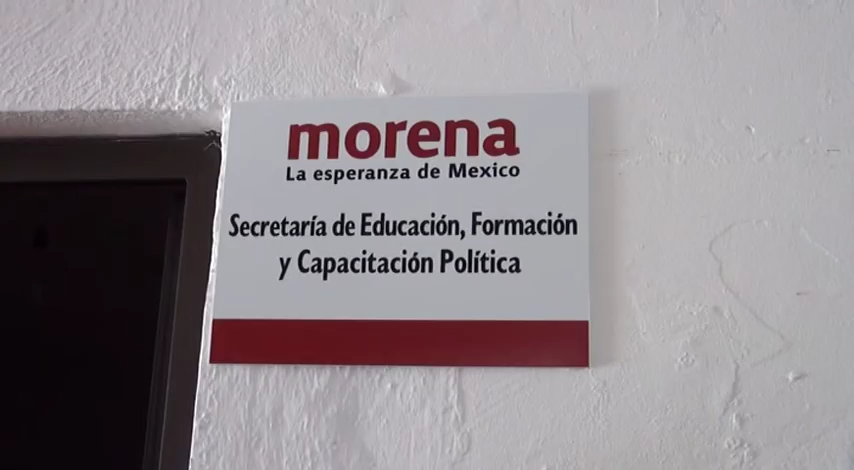 morena
La esperanza de Mexico
Secretaría de Educación, Formación
y Capacitación Política